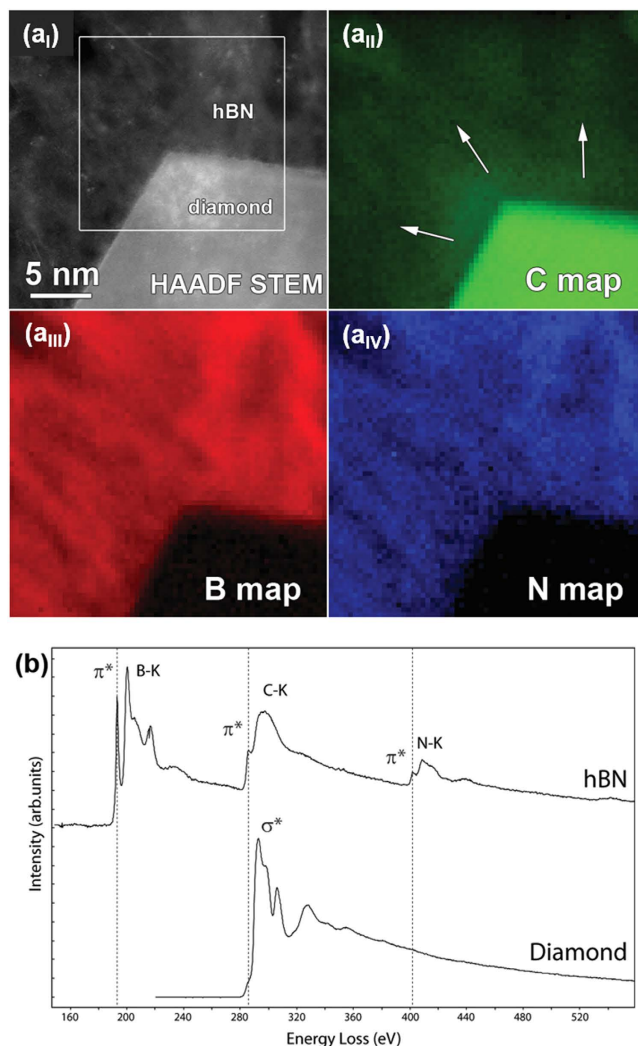 (aI)
hBN
diamond
5 nm
HAADF STEM
(aII)
C map
(aIII)
B map
(aIV)
N map
(b)
π*
B-K
π*
C-K
π*
N-K
hBN
σ*
Diamond
Intensity (arb.units)
160 200 240 280 320 360 400 440 480 520
Energy Loss (eV)